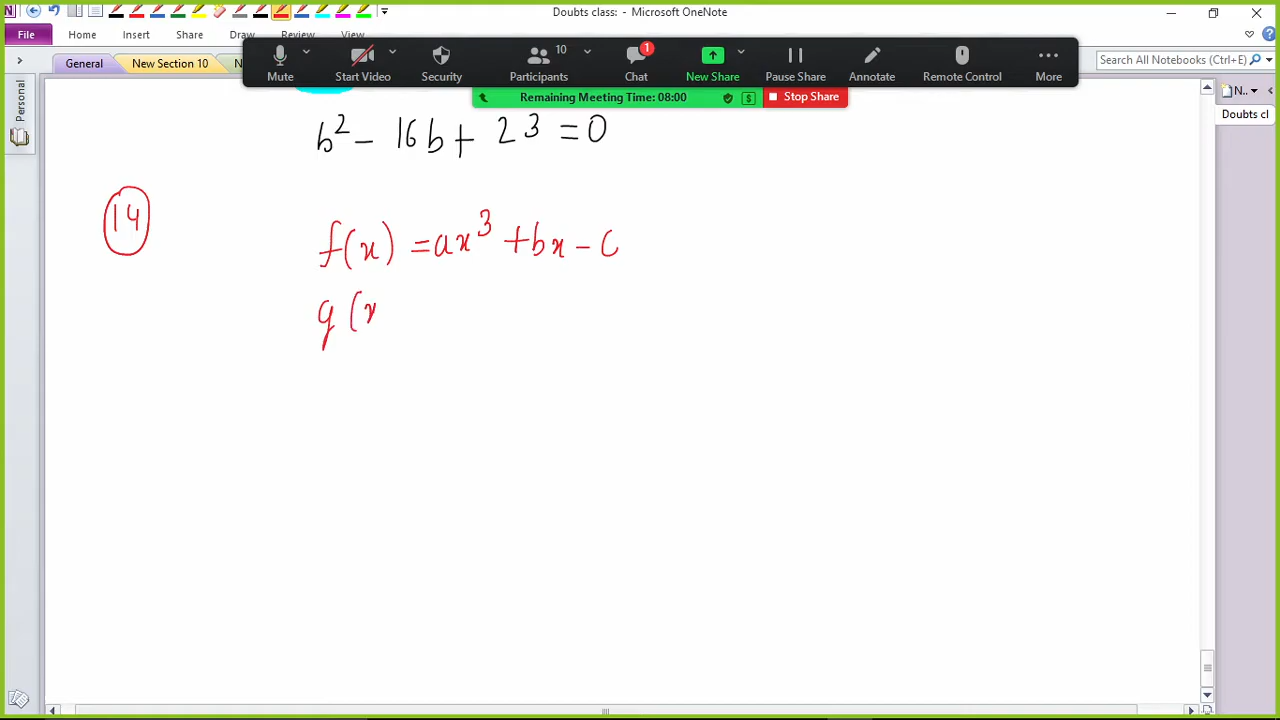 Doubts class: - Microsoft OneNote
File Home Insert Share Draw Review View
Mute Start Video Security Participants 10 Chat 1 New Share Pause Share Annotate Remote Control More
General New Section 10 N
Search All Notebooks (Ctrl+E)
Remaining Meeting Time: 08:00 Stop Share
Personal
N..
Doubts cl
b² – 16b + 23 = 0
14
f(x) = ax³ + bx – c
g(x